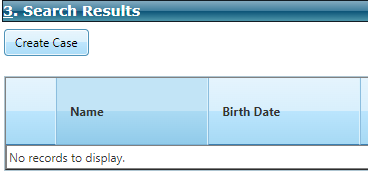 3. Search Results
Create Case
Name Birth Date
No records to display.